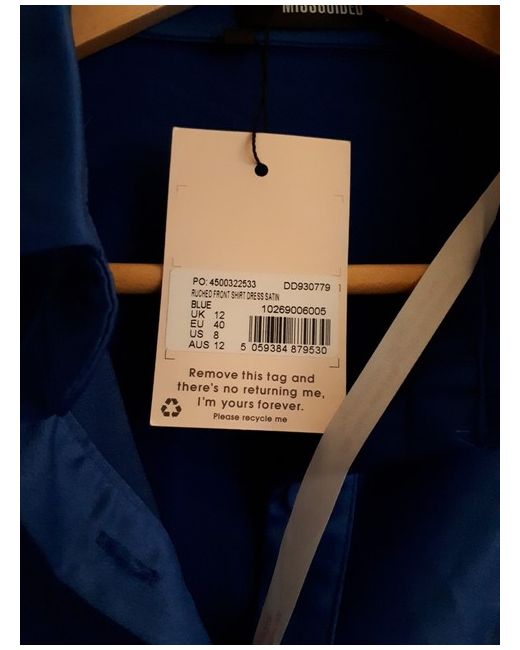 MISSGUIDED
PO: 4500322533 DD930779
RUCHED FRONT SHIRT DRESS SATIN
BLUE 10269006005
UK 12
EU 40
US 8
AUS 12 5 059384 879530
Remove this tag and
there's no returning me,
I'm yours forever.
Please recycle me